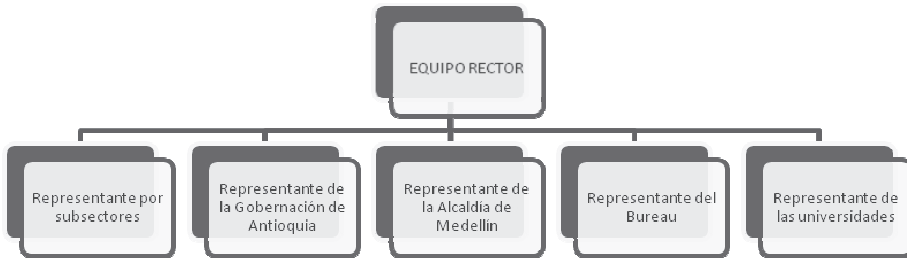 EQUIPO RECTOR
Representante por
subsectores
Representante de
la Gobernación de
Antioquia
Representante de
la Alcaldía de
Medellín
Representante del
Bureau
Representante de
las universidades